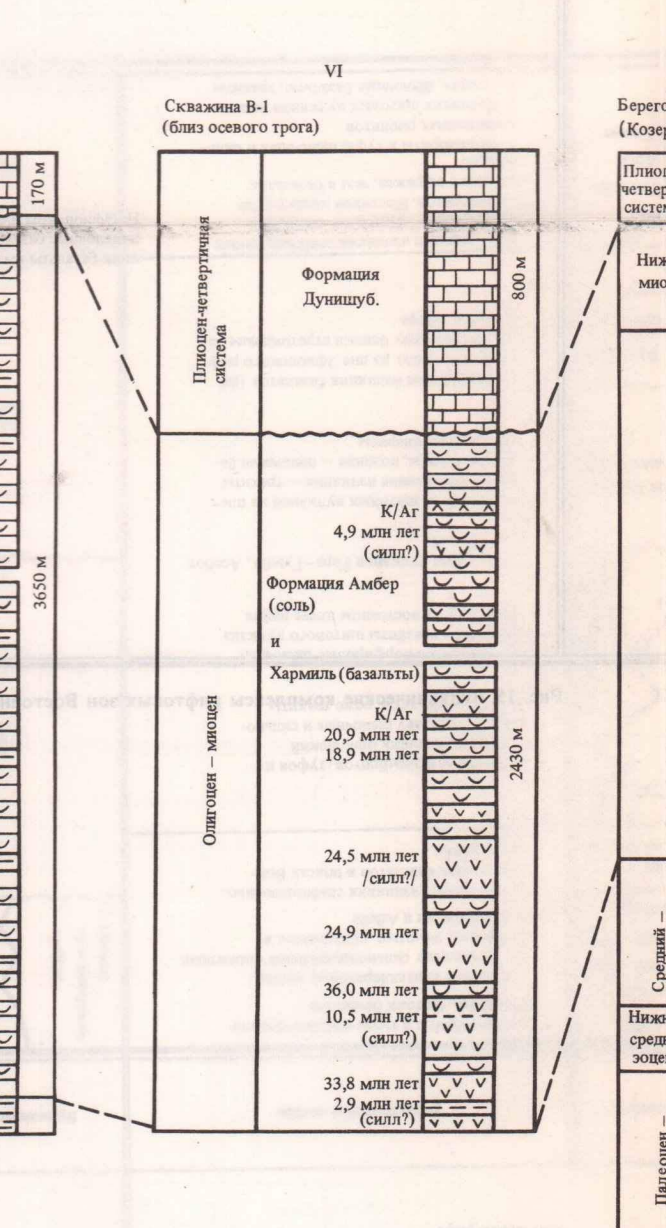 VI
Скважина В-1
(близ осевого трога)
170 м
3650 м
Плиоцен-четвертичная
система
Формация
Дунишуб.
800 м
Олигоцен – миоцен
К/Аг
4,9 млн лет
(силл?)
Формация Амбер
(соль)
и
Хармиль (базальты)
К/Аг
20,9 млн лет
18,9 млн лет
24,5 млн лет
/силл?/
24,9 млн лет
36,0 млн лет
10,5 млн лет
(силл?)
33,8 млн лет
2,9 млн лет
(силл?)
2430 м
Берего
(Козер
Плиоц
четвер
систем
Ниж
мио
Средний –
Нижн
средн
эоцен
Палеоцен –